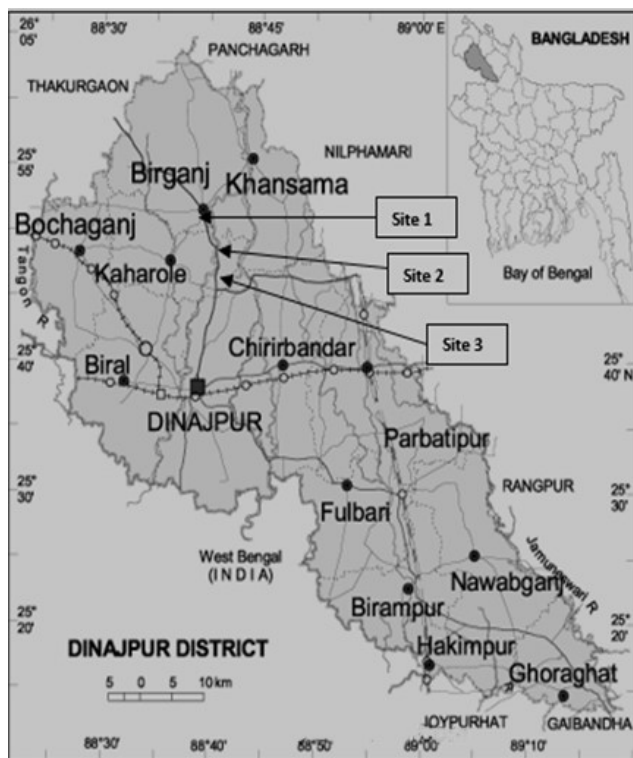 26° 05'
88°30'
88°45'
89°00' E
PANCHAGARH
BANGLADESH
THAKURGAON
25° 55'
NILPHAMARI
Birganj
Khansama
Site 1
Bochaganj
Site 2
Kaharole
Bay of Bengal
Tangon R
Site 3
25° 40'
Chirirbandar
25° 40'N
Biral
DINAJPUR
Parbatipur
25° 30'
RANGPUR
25° 30'
Fulbari
West Bengal
(INDIA)
Jamuneswari R
Nawabganj
Birampur
25° 20'
25° 20'
DINAJPUR DISTRICT
Hakimpur
Ghoraghat
5 0 5 10 km
R
JOYPURHAT
GAIBANDHA
88°30'
88°40'
88°50'
89°00'
89°10'